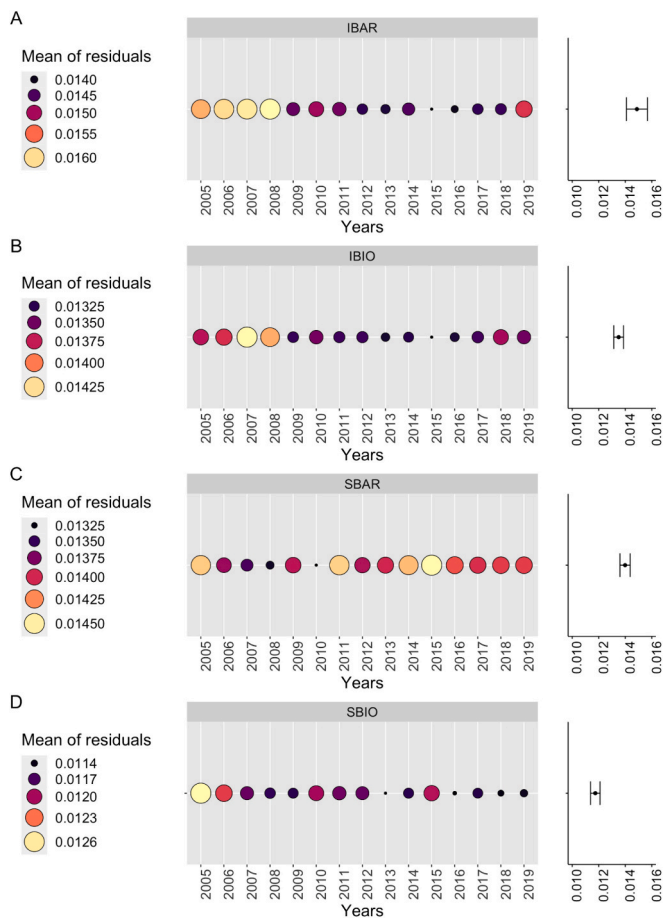 A
IBAR
Mean of residuals
0.0140
0.0145
0.0150
0.0155
0.0160
2005 2006 2007 2008 2009 2010 2011 2012 2013 2014 2015 2016 2017 2018 2019
Years
0.010 0.012 0.014 0.016
B
IBIO
Mean of residuals
0.01325
0.01350
0.01375
0.01400
0.01425
2005 2006 2007 2008 2009 2010 2011 2012 2013 2014 2015 2016 2017 2018 2019
Years
0.010 0.012 0.014 0.016
C
SBAR
Mean of residuals
0.01325
0.01350
0.01375
0.01400
0.01425
0.01450
2005 2006 2007 2008 2009 2010 2011 2012 2013 2014 2015 2016 2017 2018 2019
Years
0.010 0.012 0.014 0.016
D
SBIO
Mean of residuals
0.0114
0.0117
0.0120
0.0123
0.0126
2005 2006 2007 2008 2009 2010 2011 2012 2013 2014 2015 2016 2017 2018 2019
Years
0.010 0.012 0.014 0.016